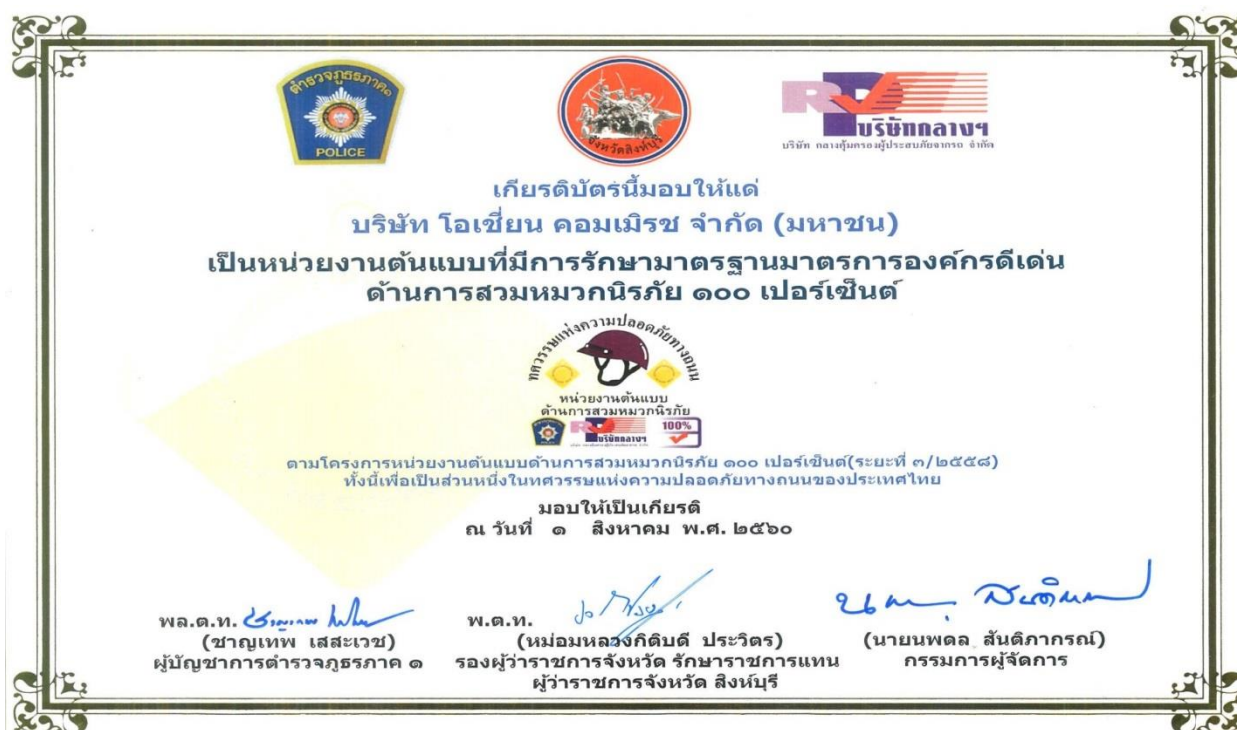 ตำรวจภูธรภาค๑
POLICE
จังหวัดสิงห์บุรี
RVP
บริษัทกลางฯ
บริษัท กลางคุ้มครองผู้ประสบภัยจากรถ จำกัด
เกียรติบัตรนี้มอบให้แด่
บริษัท โอเชี่ยน คอมเมิรช จำกัด (มหาชน)
เป็นหน่วยงานต้นแบบที่มีการรักษามาตรฐานมาตรการองค์กรดีเด่น
ด้านการสวมหมวกนิรภัย ๑๐๐ เปอร์เซ็นต์
ทศวรรษแห่งความปลอดภัยทางถนน
หน่วยงานต้นแบบ
ด้านการสวมหมวกนิรภัย
บริษัทกลางฯ
100%
ตามโครงการหน่วยงานต้นแบบด้านการสวมหมวกนิรภัย ๑๐๐ เปอร์เซ็นต์(ระยะที่ ๓/๒๕๕๘)
ทั้งนี้เพื่อเป็นส่วนหนึ่งในทศวรรษแห่งความปลอดภัยทางถนนของประเทศไทย
มอบให้เป็นเกียรติ
ณ วันที่ ๑ สิงหาคม พ.ศ. ๒๕๖๐
พล.ต.ท.
(ชาญเทพ เสสะเวช)
ผู้บัญชาการตำรวจภูธรภาค ๑
พ.ต.ท.
(หม่อมหลวงกิติบดี ประวิตร)
รองผู้ว่าราชการจังหวัด รักษาราชการแทน
ผู้ว่าราชการจังหวัด สิงห์บุรี
(นายนพดล สันติภากรณ์)
กรรมการผู้จัดการ